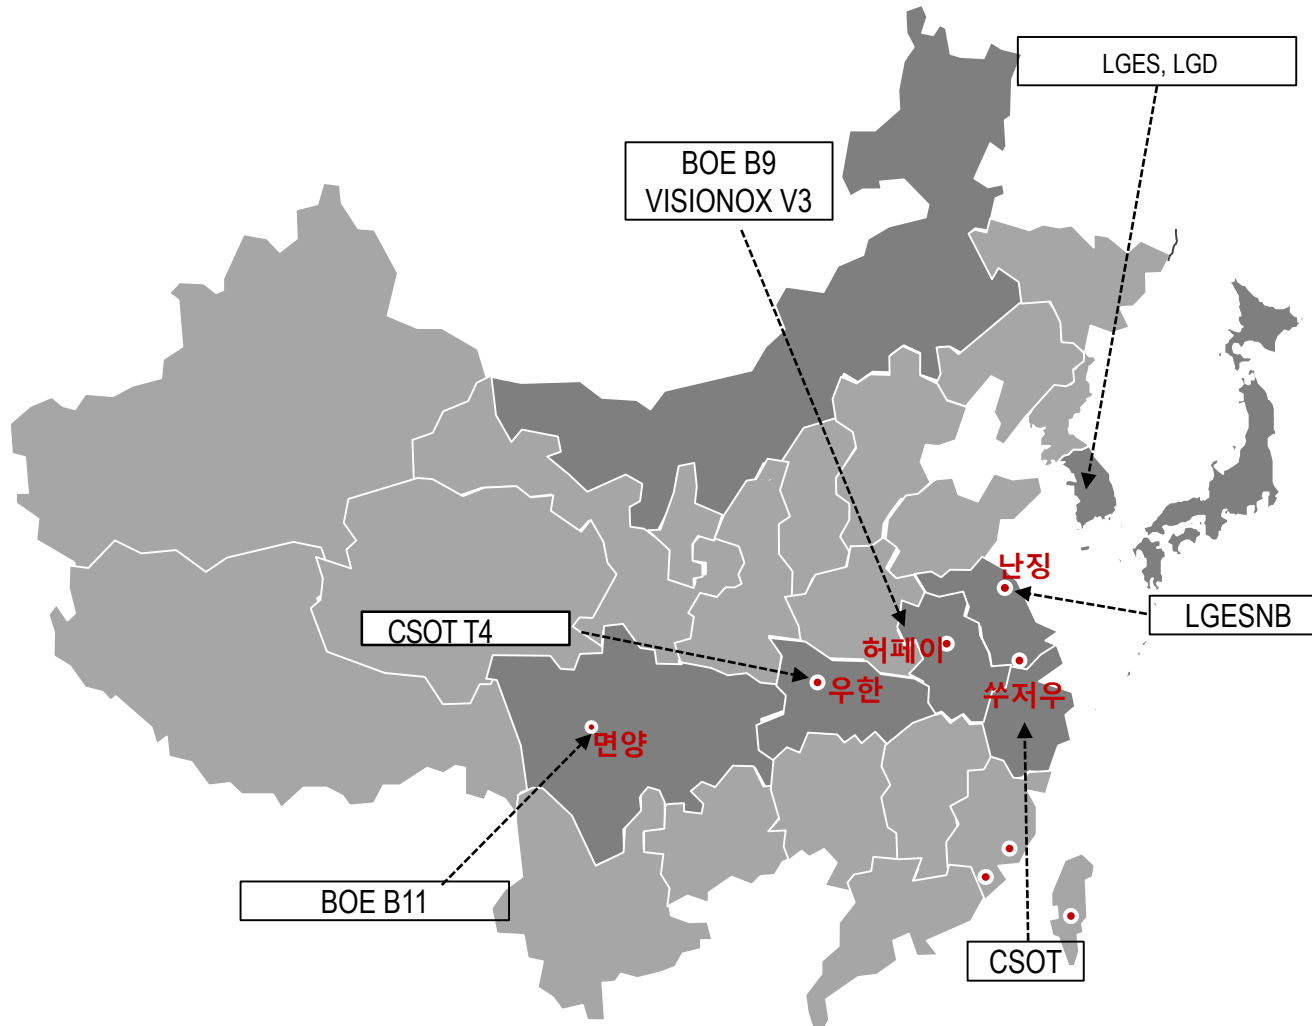 LGES, LGD
BOE B9
VISIONOX V3
난징
LGESNB
CSOT T4
허페이
우한
쑤저우
면양
BOE B11
CSOT